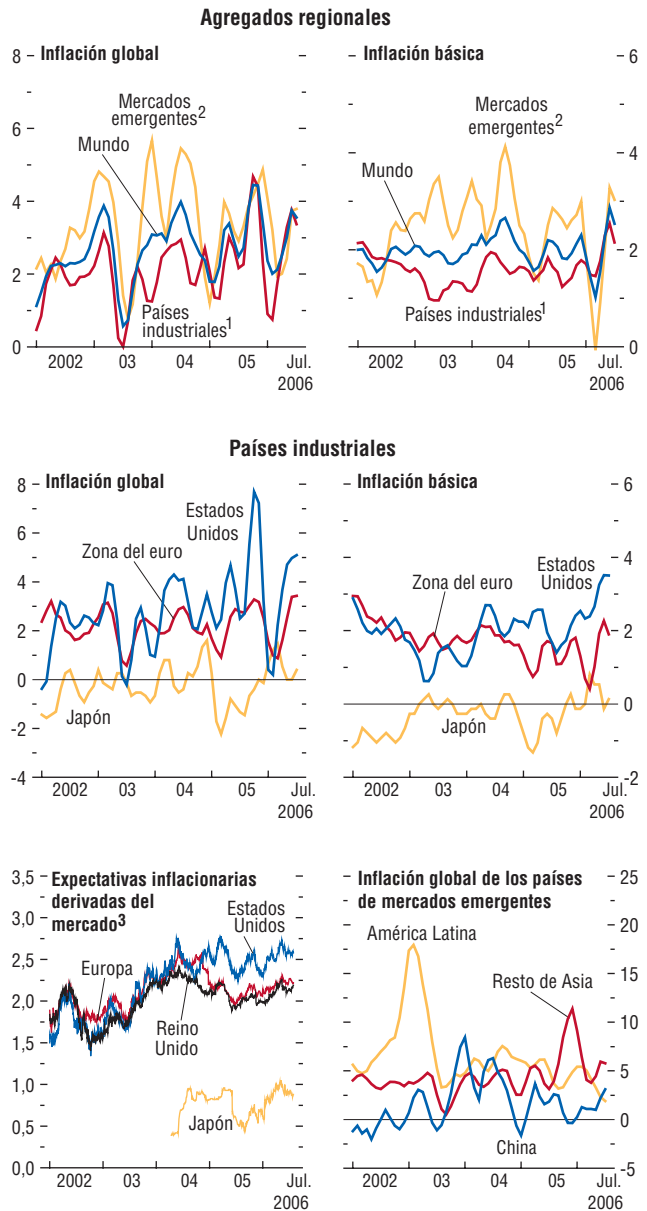 Agregados regionales
Inflación global
Inflación básica
8
6
4
2
0
6
4
2
0
Mercados
emergentes2
Mundo
Países
industriales1
Mercados
emergentes2
Mundo
Países industriales1
2002 03 04 05 Jul.
2006
2002 03 04 05 Jul.
2006
Países industriales
Inflación global
Inflación básica
8
6
4
2
0
-2
-4
6
4
2
0
-2
Estados
Unidos
Zona del euro
Japón
Estados
Unidos
Zona del euro
Japón
2002 03 04 05 Jul.
2006
2002 03 04 05 Jul.
2006
3,5
3,0
2,5
2,0
1,5
1,0
0,5
0,0
Expectativas inflacionarias
derivadas del
mercado3
Estados
Unidos
Europa
Reino
Unido
Japón
2002 03 04 05 Jul.
2006
Inflación global de los países
de mercados emergentes
25
20
15
10
5
0
-5
América Latina
Resto de Asia
China
2002 03 04 05 Jul.
2006